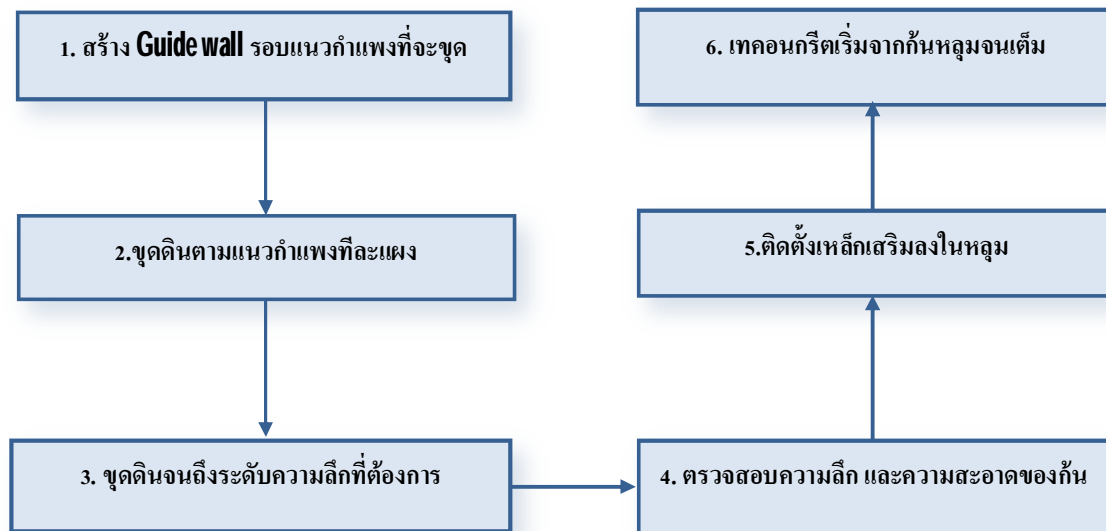 1. สร้าง Guide wall รอบแนวกำแพงที่จะขุด
2.ขุดดินตามแนวกำแพงทีละแผง
3. ขุดดินจนถึงระดับความลึกที่ต้องการ
4. ตรวจสอบความลึก และความสะอาดของก้น
5.ติดตั้งเหล็กเสริมลงในหลุม
6. เทคอนกรีตเริ่มจากก้นหลุมจนเต็ม